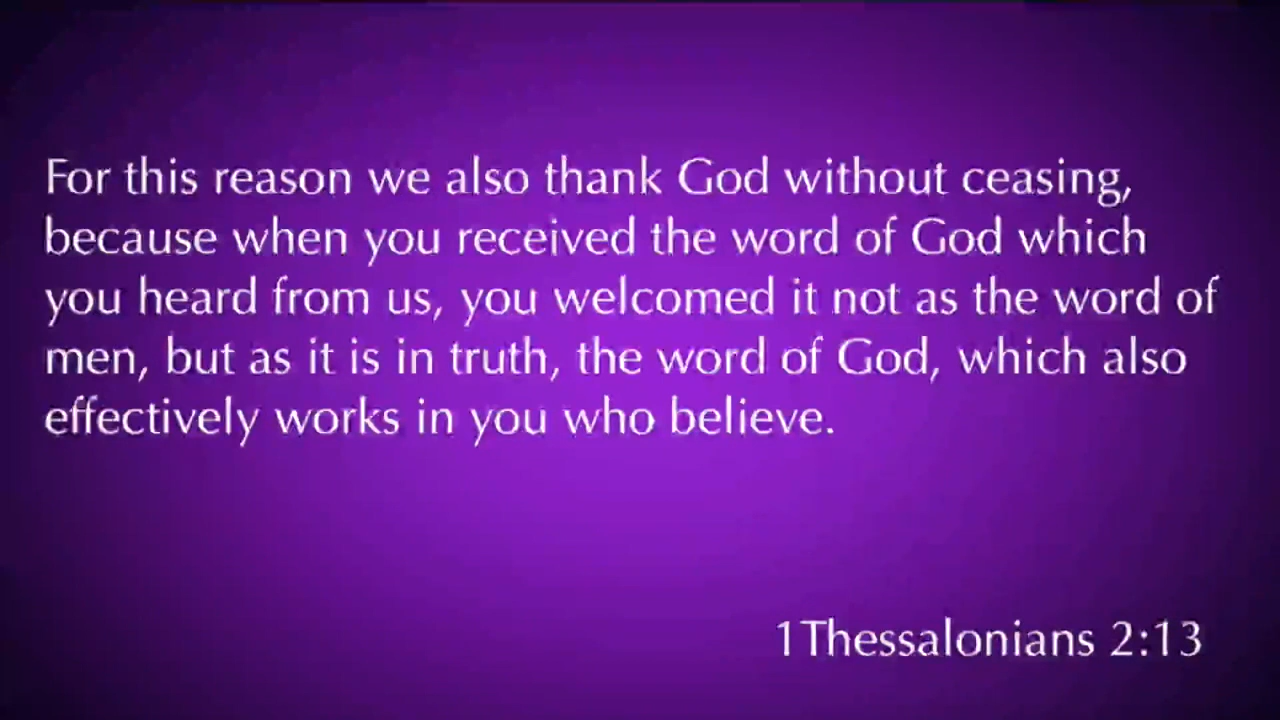 For this reason we also thank God without ceasing,
because when you received the word of God which
you heard from us, you welcomed it not as the word of
men, but as it is in truth, the word of God, which also
effectively works in you who believe.
1Thessalonians 2:13